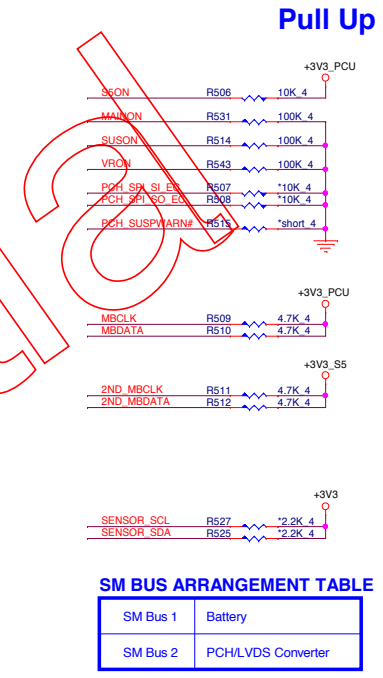 Pull Up
+3V3_PCU
S5ON R506 10K_4
MAINON R531 100K_4
SUSON R514 100K_4
VRON R543 100K_4
PCH_SPI_SI_EC R507 *10K_4
PCH_SPI_SO_EC R508 *10K_4
PCH_SUSPWARN# R515 *short_4
+3V3_PCU
MBCLK R509 4.7K_4
MBDATA R510 4.7K_4
+3V3_S5
2ND_MBCLK R511 4.7K_4
2ND_MBDATA R512 4.7K_4
+3V3
SENSOR_SCL R527 *2.2K_4
SENSOR_SDA R525 *2.2K_4
SM BUS ARRANGEMENT TABLE
SM Bus 1 Battery
SM Bus 2 PCH/LVDS Converter